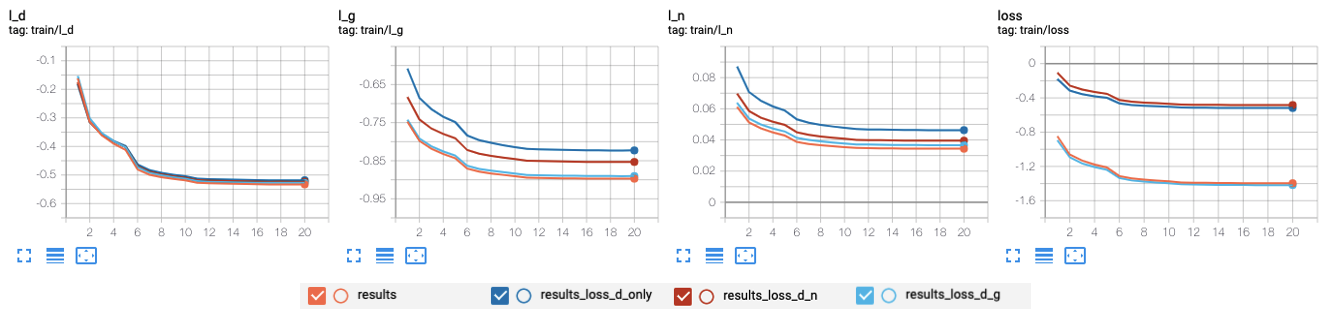 l_d
tag: train/l_d
-0.1
-0.2
-0.3
-0.4
-0.5
-0.6
2 4 6 8 10 12 14 16 18 20
l_g
tag: train/l_g
-0.65
-0.75
-0.85
-0.95
2 4 6 8 10 12 14 16 18 20
l_n
tag: train/l_n
0.08
0.06
0.04
0.02
0
2 4 6 8 10 12 14 16 18 20
loss
tag: train/loss
0
-0.4
-0.8
-1.2
-1.6
2 4 6 8 10 12 14 16 18 20
results results_loss_d_only results_loss_d_n results_loss_d_g